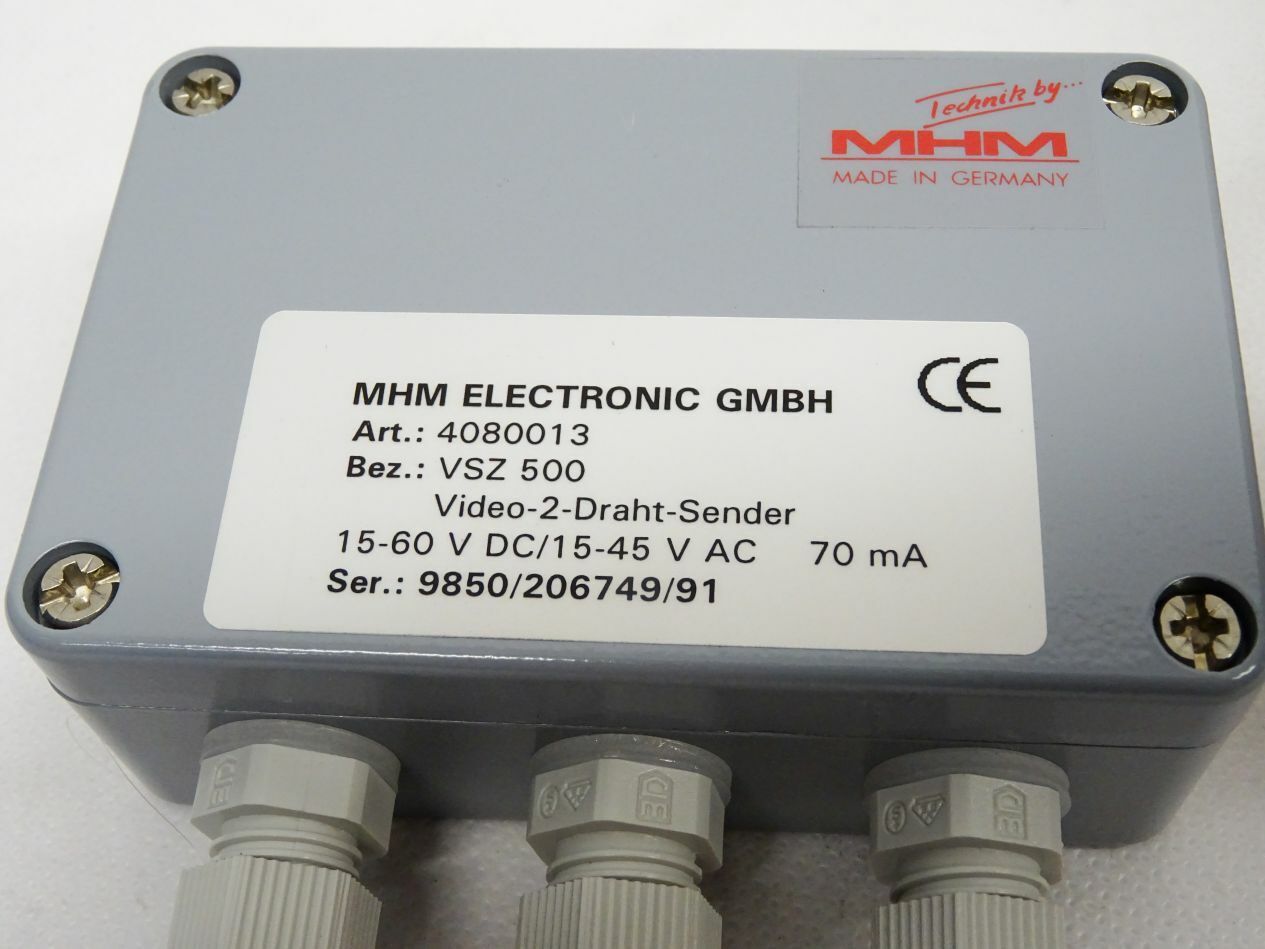 Technik by...
MHM
MADE IN GERMANY
CE
MHM ELECTRONIC GMBH
Art.: 4080013
Bez.: VSZ 500
Video-2-Draht-Sender
15-60 V DC/15-45 V AC 70 mA
Ser.: 9850/206749/91